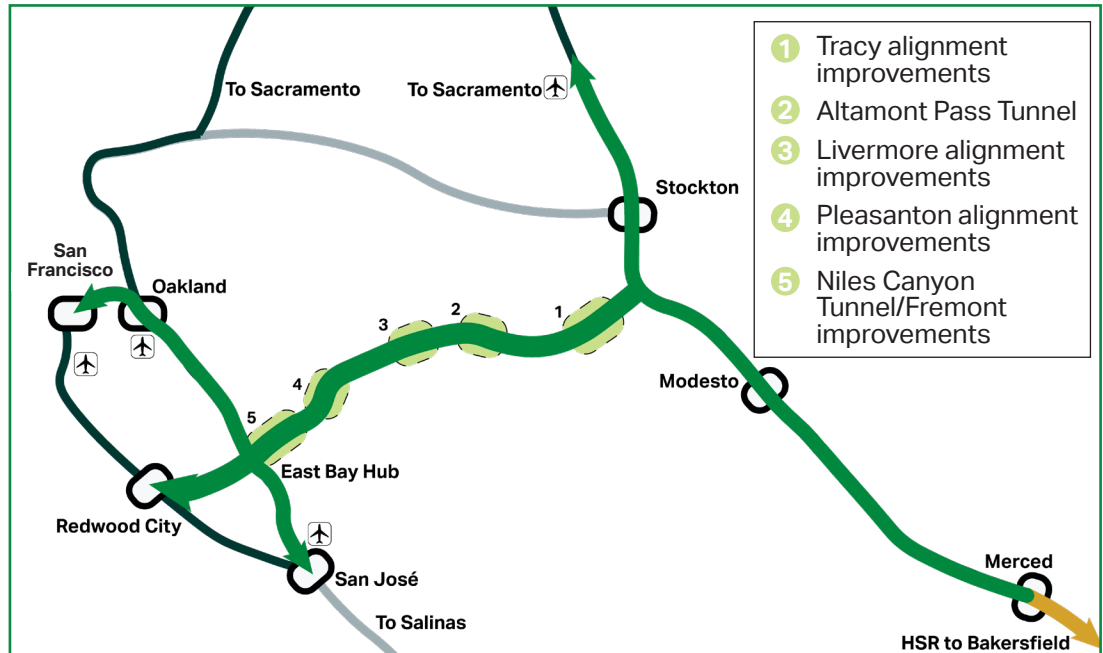 To Sacramento
To Sacramento
Stockton
San
Francisco
Oakland
1
2
3
4
5
Modesto
East Bay Hub
Redwood City
San José
To Salinas
Merced
HSR to Bakersfield
1 Tracy alignment
improvements
2 Altamont Pass Tunnel
3 Livermore alignment
improvements
4 Pleasanton alignment
improvements
5 Niles Canyon
Tunnel/Fremont
improvements